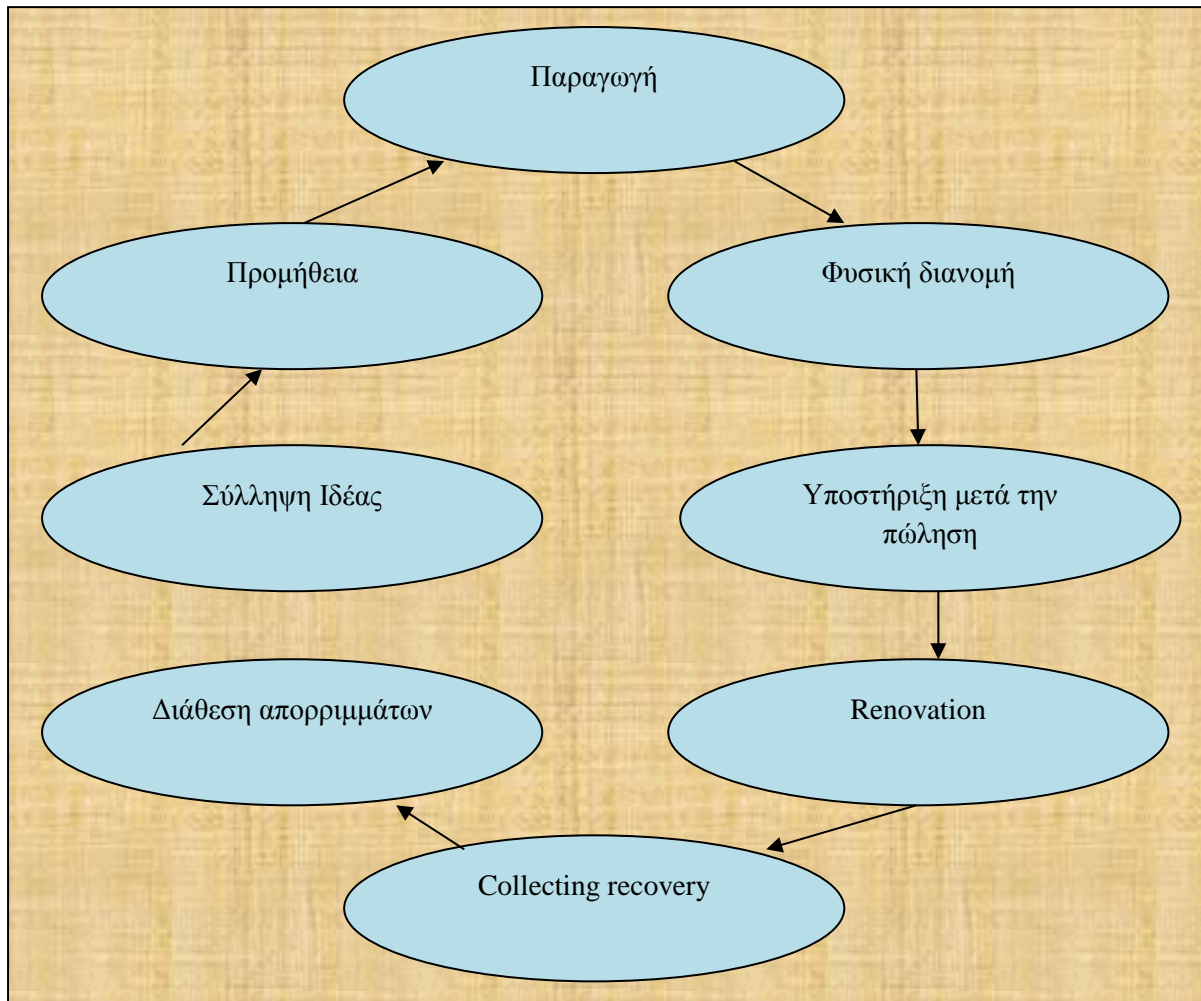 Παραγωγή
Προμήθεια
Φυσική διανομή
Σύλληψη Ιδέας
Υποστήριξη μετά την
πώληση
Διάθεση απορριμμάτων
Renovation
Collecting recovery